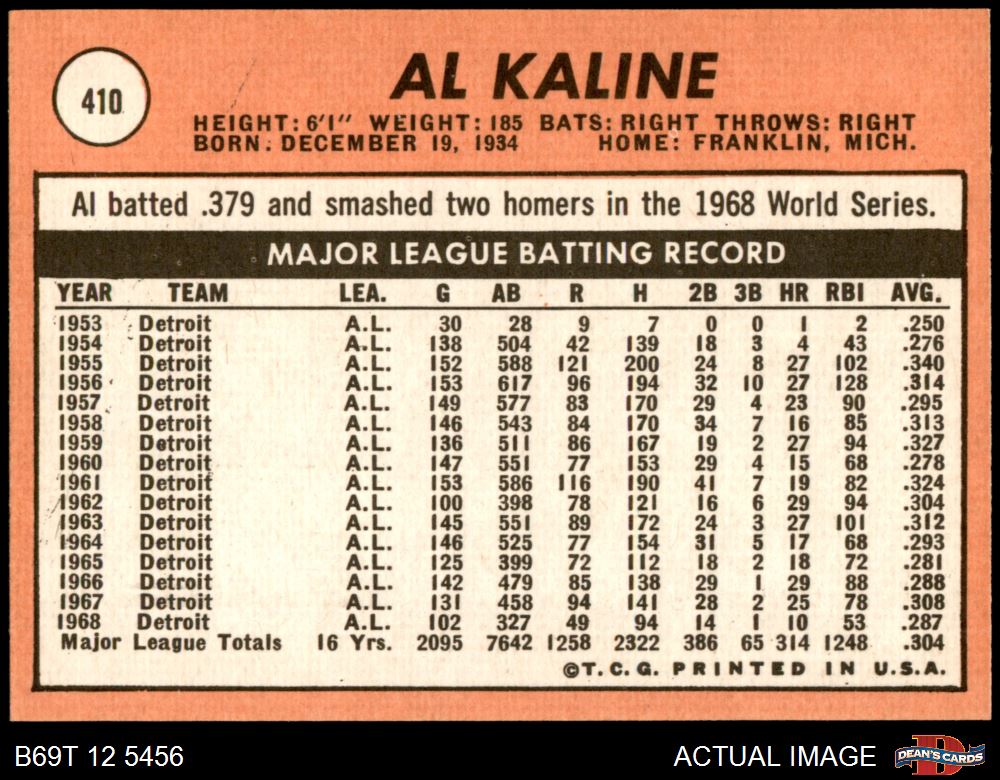 410
AL KALINE
HEIGHT: 6'1" WEIGHT: 185 BATS: RIGHT THROWS: RIGHT
BORN: DECEMBER 19, 1934 HOME: FRANKLIN, MICH.
Al batted .379 and smashed two homers in the 1968 World Series.
MAJOR LEAGUE BATTING RECORD
YEAR TEAM LEA. G AB R H 2B 3B HR RBI AVG.
1953 Detroit A.L. 30 28 9 7 0 0 1 2 .250
1954 Detroit A.L. 138 504 42 139 18 3 4 43 .276
1955 Detroit A.L. 152 588 121 200 24 8 27 102 .340
1956 Detroit A.L. 153 617 96 194 32 10 27 128 .314
1957 Detroit A.L. 149 577 83 170 29 4 23 90 .295
1958 Detroit A.L. 146 543 84 170 34 7 16 85 .313
1959 Detroit A.L. 136 511 86 167 19 2 27 94 .327
1960 Detroit A.L. 147 551 77 153 29 4 15 68 .278
1961 Detroit A.L. 153 586 116 190 41 7 19 82 .324
1962 Detroit A.L. 100 398 78 121 16 6 29 94 .304
1963 Detroit A.L. 145 551 89 172 24 3 27 101 .312
1964 Detroit A.L. 146 525 77 154 31 5 17 68 .293
1965 Detroit A.L. 125 399 72 112 18 2 18 72 .281
1966 Detroit A.L. 142 479 85 138 29 1 29 88 .288
1967 Detroit A.L. 131 458 94 141 28 2 25 78 .308
1968 Detroit A.L. 102 327 49 94 14 1 10 53 .287
Major League Totals 16 Yrs. 2095 7642 1258 2322 386 65 314 1248 .304
©T.C.G. PRINTED IN U.S.A.
B69T 12 5456 ACTUAL IMAGE
D
DEAN'S CARDS